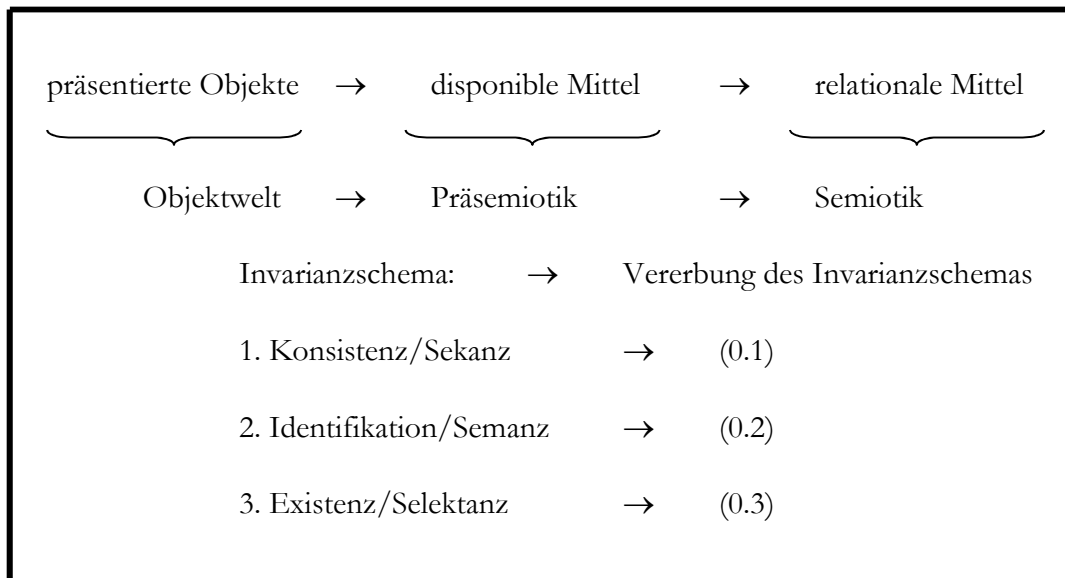 präsentierte Objekte → disponible Mittel → relationale Mittel
Objektwelt → Präsemiotik → Semiotik
Invarianzschema: → Vererbung des Invarianzschemas
1. Konsistenz/Sekanz → (0.1)
2. Identifikation/Semanz → (0.2)
3. Existenz/Selektanz → (0.3)